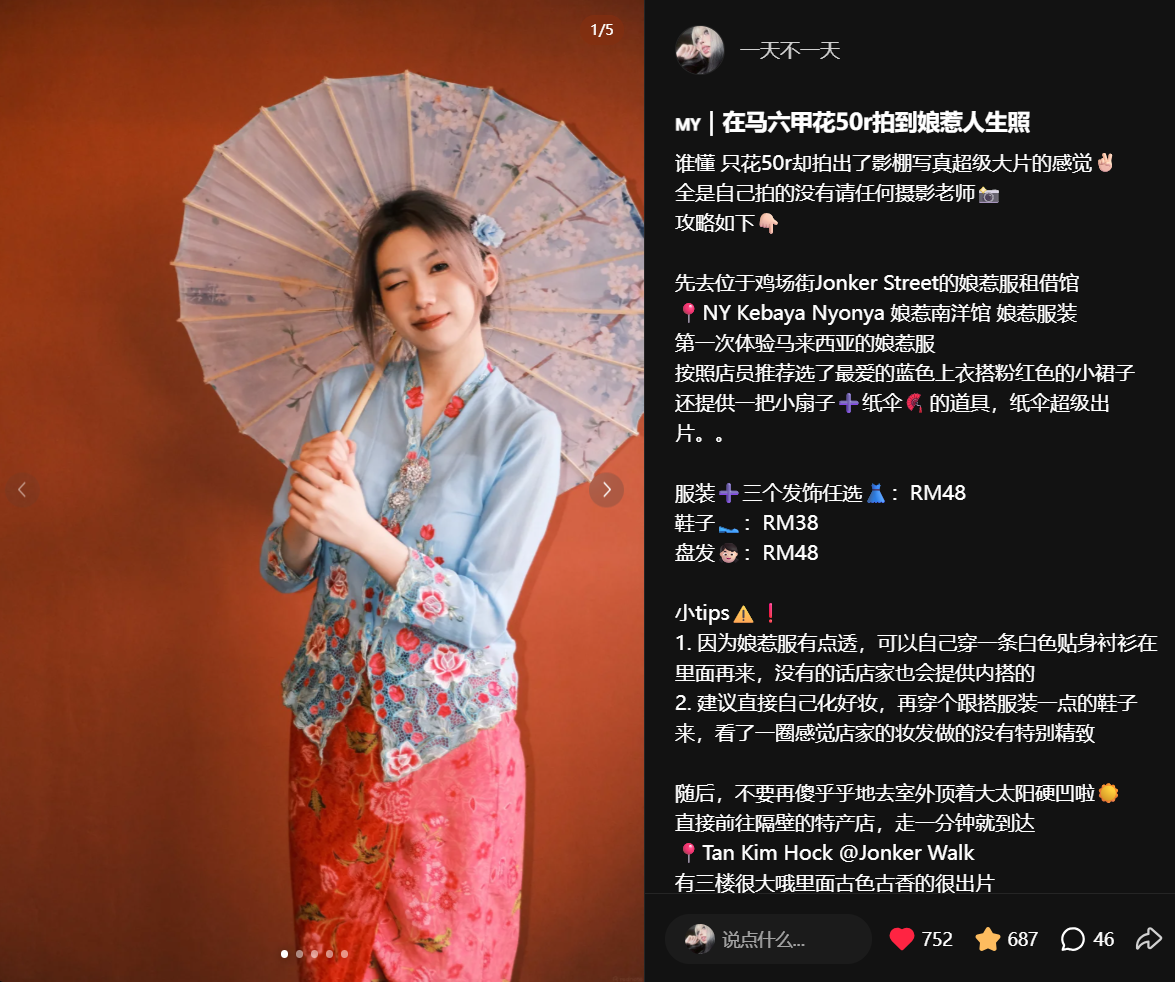 1/5
一天不一天
MY｜在马六甲花50r拍到娘惹人生照
谁懂 只花50r却拍出了影棚写真超级大片的感觉✌🏻
全是自己拍的没有请任何摄影老师📷
攻略如下👇🏻
先去位于鸡场街Jonker Street的娘惹服租借馆
📍NY Kebaya Nyonya 娘惹南洋馆 娘惹服装
第一次体验马来西亚的娘惹服
按照店员推荐选了最爱的蓝色上衣搭粉红色的小裙子
还提供一把小扇子➕纸伞🪭的道具，纸伞超级出
片。。
服装➕三个发饰任选👗：RM48
鞋子🥿：RM38
盘发🧒🏻：RM48
小tips⚠️❗
1. 因为娘惹服有点透，可以自己穿一条白色贴身衬衫在
里面再来，没有的话店家也会提供内搭的
2. 建议直接自己化好妆，再穿个跟搭服装一点的鞋子
来，看了一圈感觉店家的妆发做的没有特别精致
随后，不要再傻乎乎地去室外顶着大太阳硬凹啦🌞
直接前往隔壁的特产店，走一分钟就到达
📍Tan Kim Hock @Jonker Walk
有三楼很大哦里面古色古香的很出片
说点什么...
752
687
46